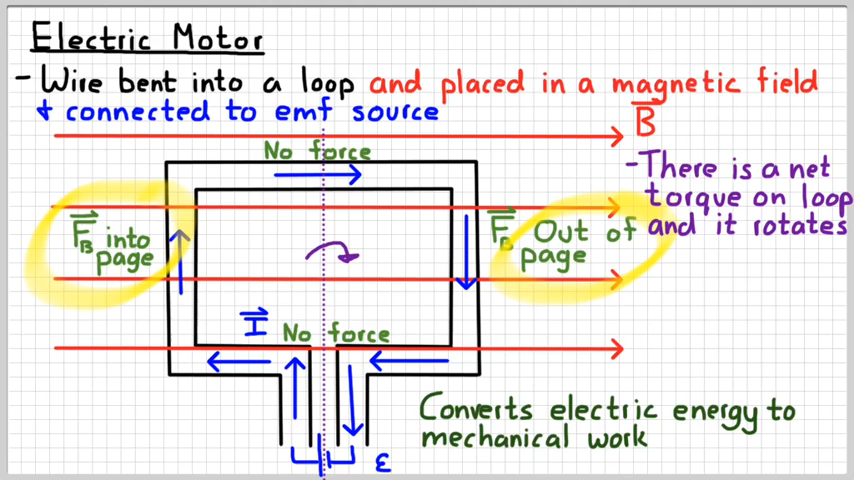 Electric Motor
- Wire bent into a loop and placed in a magnetic field
& connected to emf source
B
No force
- There is a net
torque on loop
and it rotates
F_B into
page
F_B Out of
page
I
No force
Converts electric energy to
mechanical work
ε